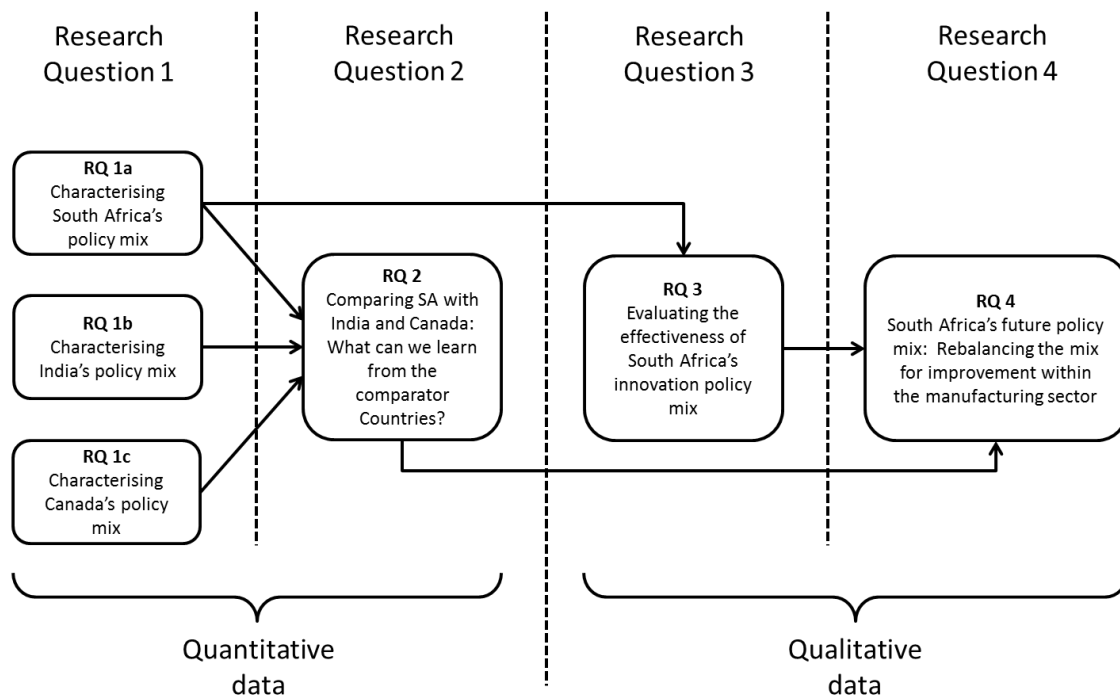 Research
Question 1
Research
Question 2
Research
Question 3
Research
Question 4
RQ 1a
Characterising
South Africa's
policy mix
RQ 1b
Characterising
India's policy mix
RQ 1c
Characterising
Canada's policy
mix
RQ 2
Comparing SA with
India and Canada:
What can we learn
from the
comparator
Countries?
RQ 3
Evaluating the
effectiveness of
South Africa's
innovation policy
mix
RQ 4
South Africa's future policy
mix:  Rebalancing the mix
for improvement within
the manufacturing sector
Quantitative
data
Qualitative
data